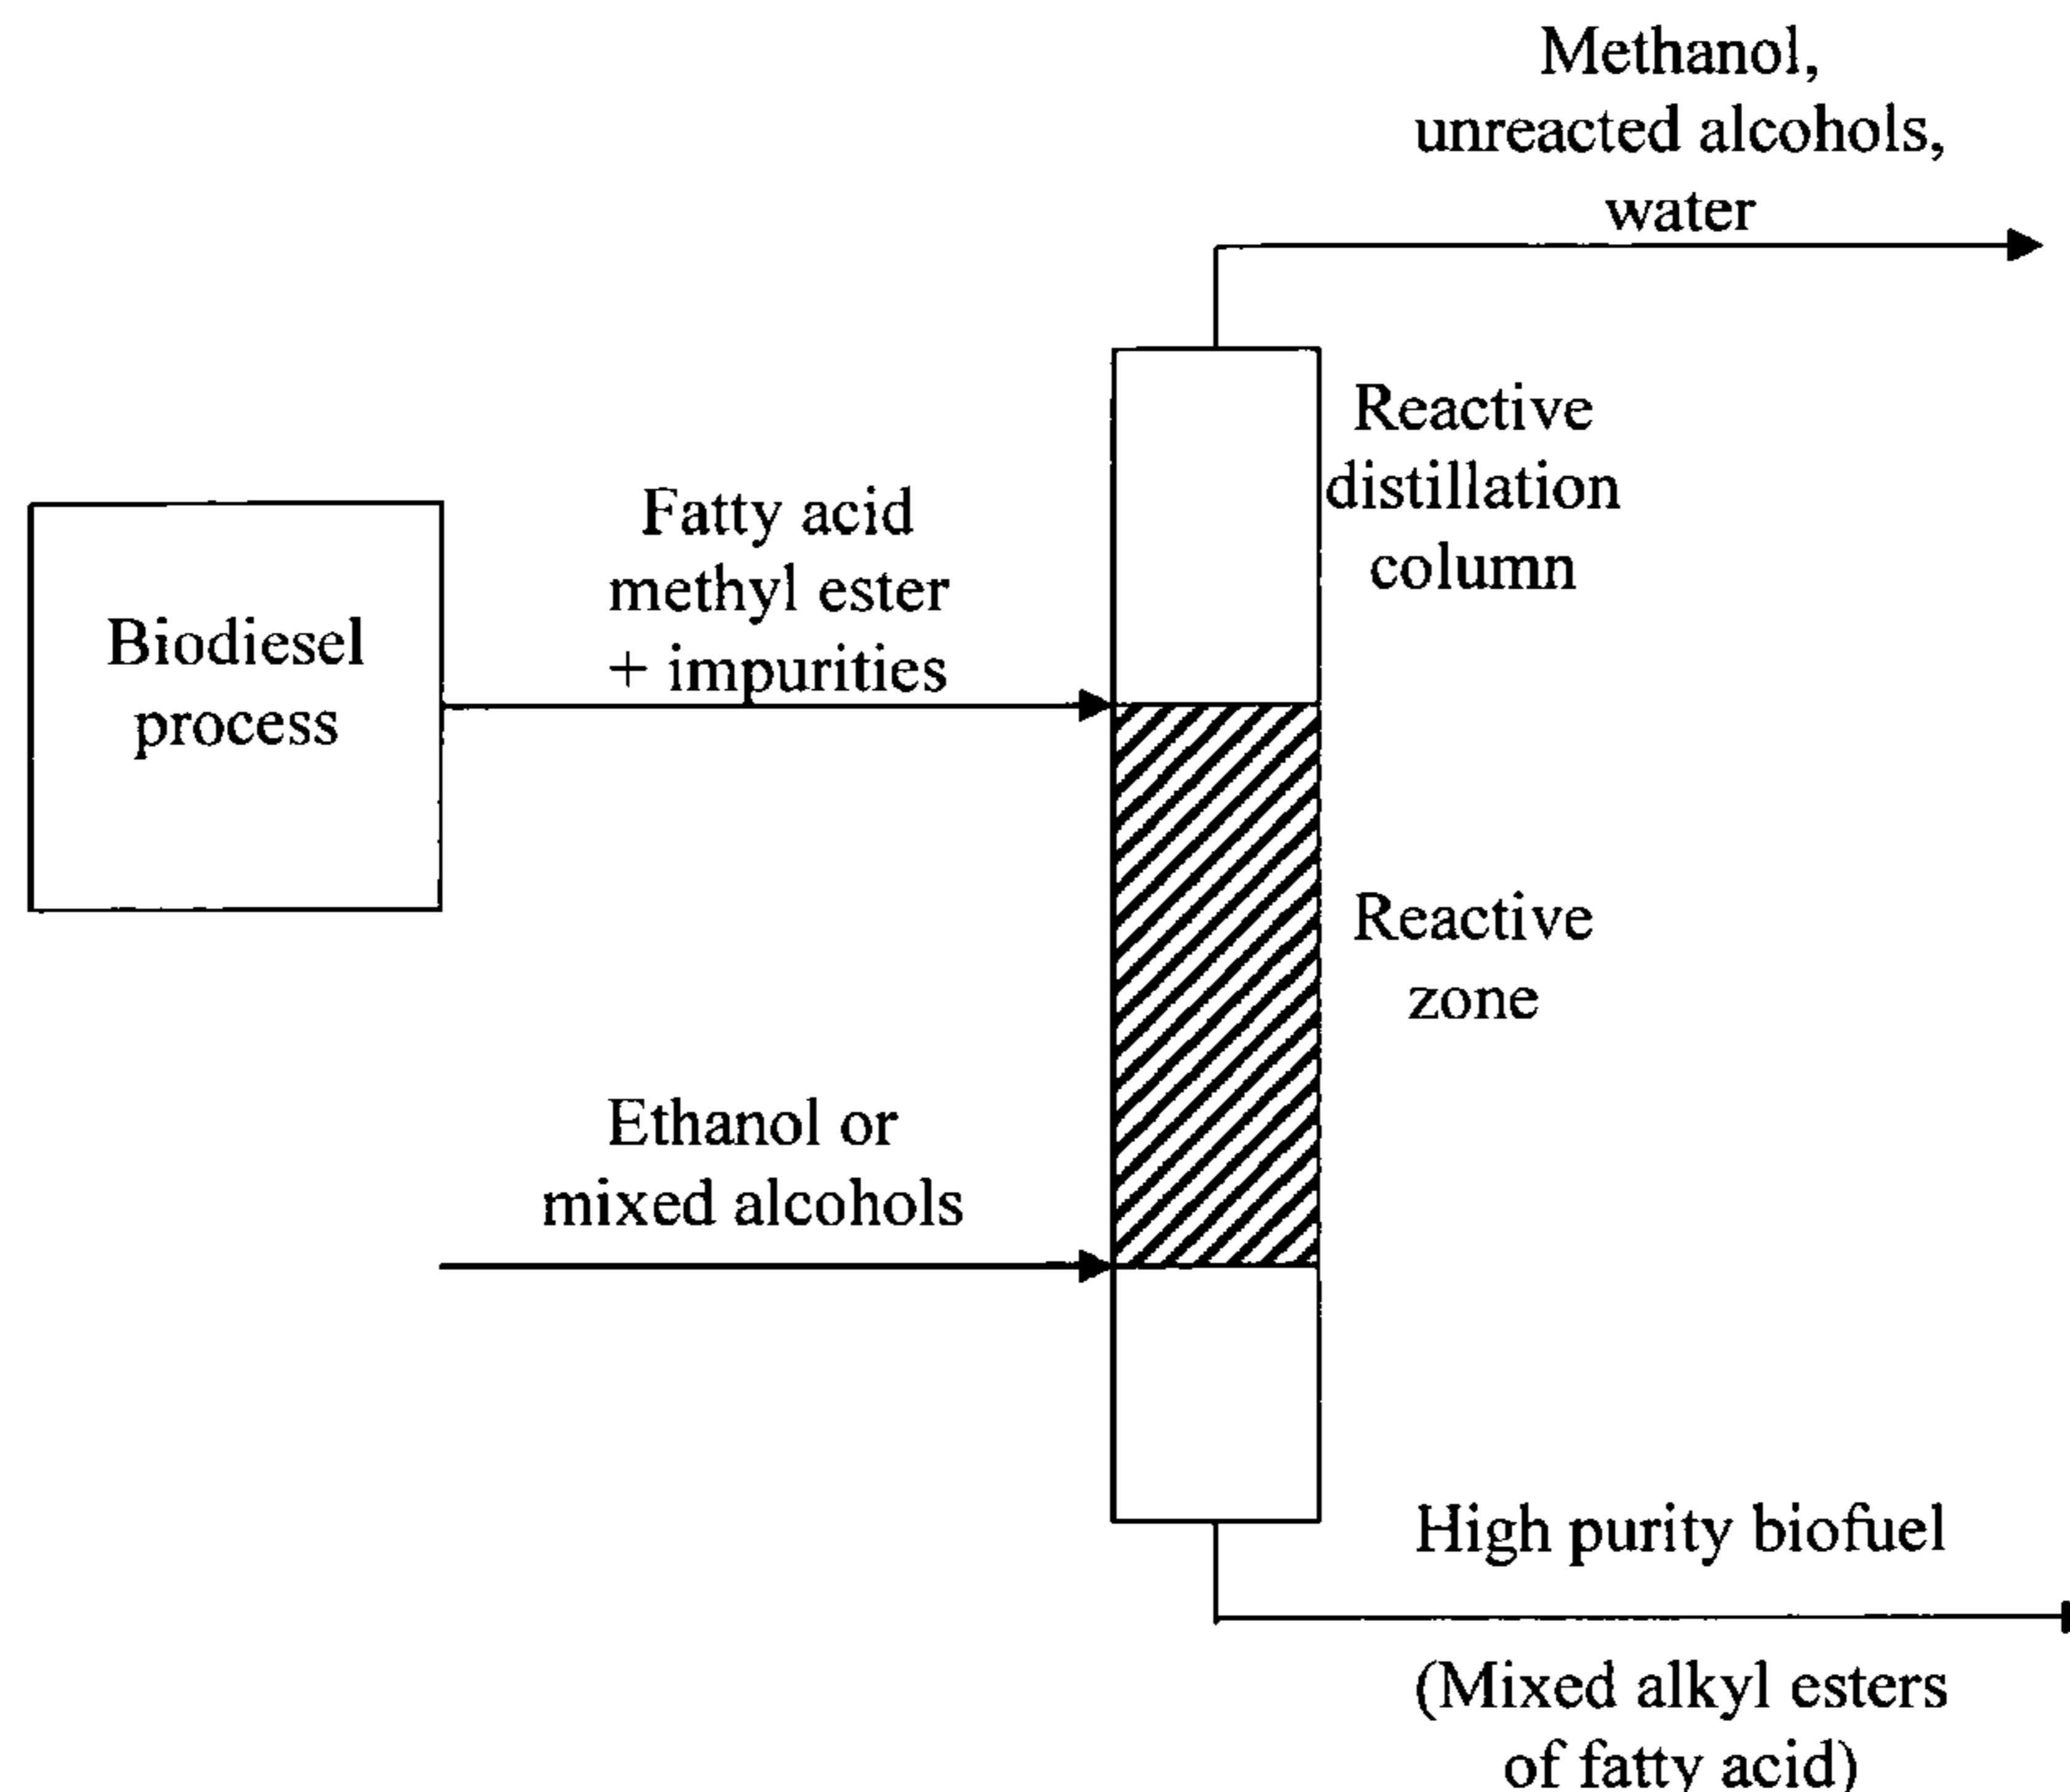 Methanol,
unreacted alcohols,
water
Reactive
distillation
column
Fatty acid
methyl ester
+ impurities
Biodiesel
process
Reactive
zone
Ethanol or
mixed alcohols
High purity biofuel
(Mixed alkyl esters
of fatty acid)